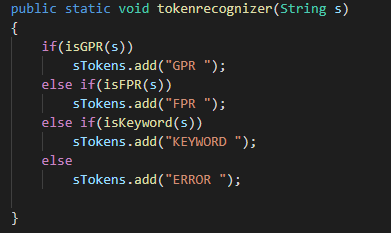 public static void tokenrecognizer(String s)
{
    if(isGPR(s))
        sTokens.add("GPR ");
    else if(isFPR(s))
        sTokens.add("FPR ");
    else if(isKeyword(s))
        sTokens.add("KEYWORD ");
    else
        sTokens.add("ERROR ");

}